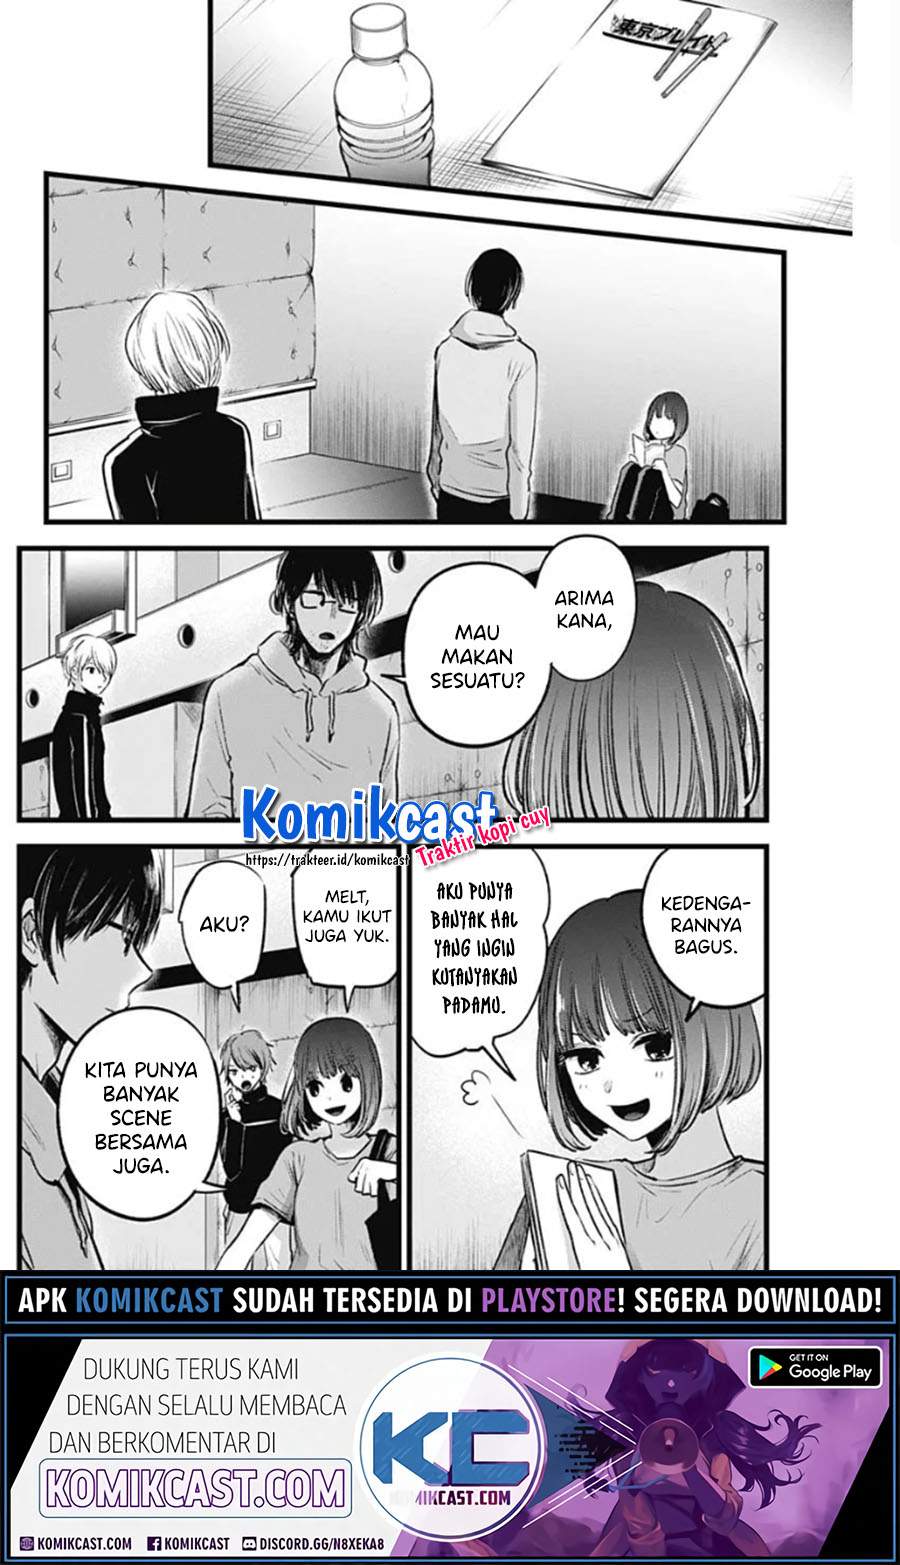 東京ブレイド
ARIMA
KANA,
MAU
MAKAN
SESUATU?
Komikcast
https://trakteer.id/komikcast
Traktir kopi cuy
KEDENGA-
RANNYA
BAGUS.
AKU PUNYA
BANYAK HAL
YANG INGIN
KUTANYAKAN
PADAMU.
MELT,
KAMU IKUT
JUGA YUK.
AKU?
KITA PUNYA
BANYAK
SCENE
BERSAMA
JUGA.
APK KOMIKCAST SUDAH TERSEDIA DI PLAYSTORE! SEGERA DOWNLOAD!
DUKUNG TERUS KAMI
DENGAN SELALU MEMBACA
DAN BERKOMENTAR DI
KOMIKCAST.COM
KOMIKCAST.COM KOMIKCAST DISCORD.GG/N8XEKA8
KC
KOMIKCAST.COM
GET IT ON
Google Play